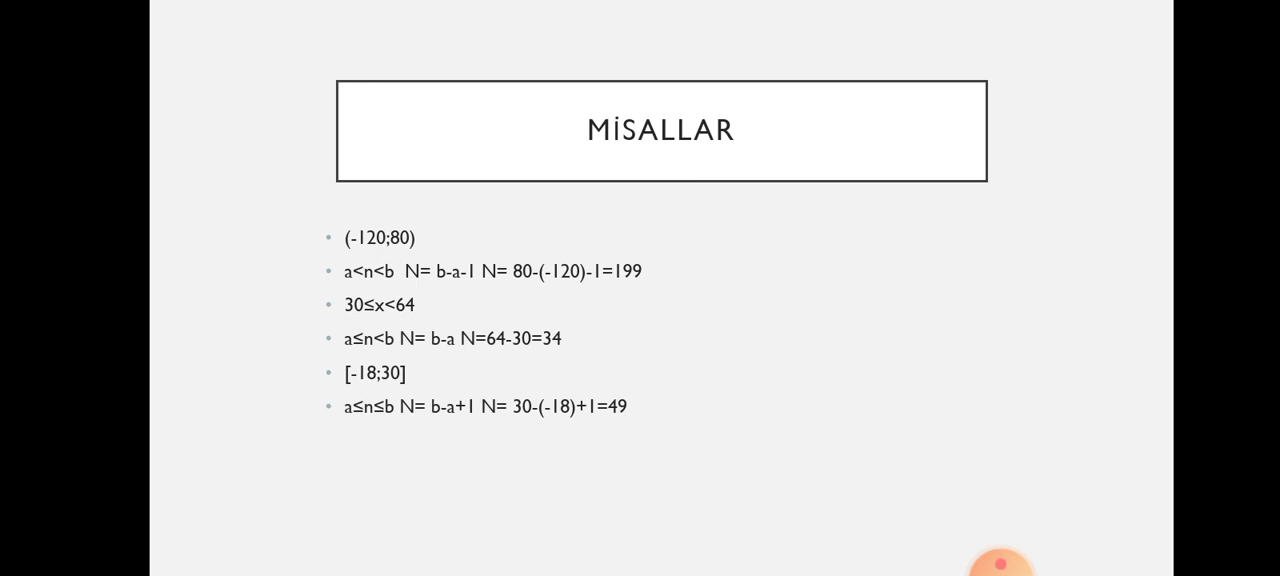 MİSALLAR
• (-120;80)
• a<n<b  N= b-a-1 N= 80-(-120)-1=199
• 30≤x<64
• a≤n<b N= b-a N=64-30=34
• [-18;30]
• a≤n≤b N= b-a+1 N= 30-(-18)+1=49